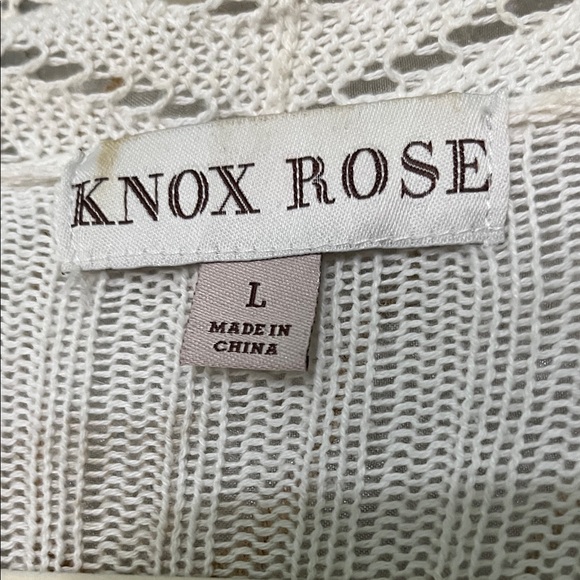 KNOX ROSE
L
MADE IN
CHINA